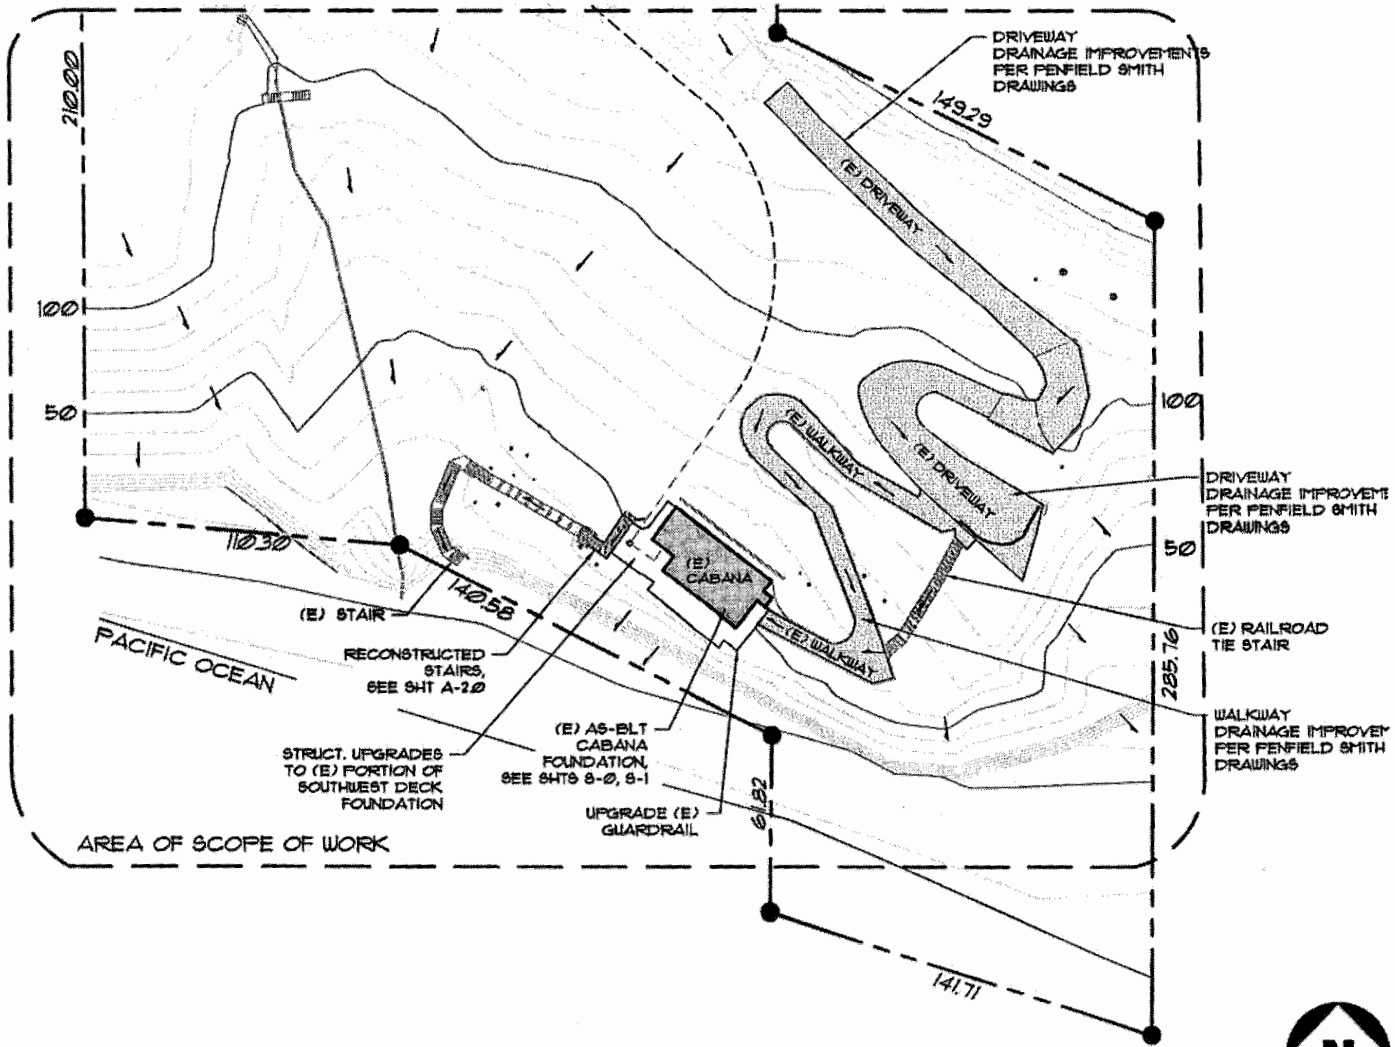 DRIVEWAY
DRAINAGE IMPROVEMENTS
PER PENFIELD SMITH
DRAWINGS
210.00
149.29
(E) DRIVEWAY
100
50
(E) WALKWAY
100
(E) DRIVEWAY
DRIVEWAY
DRAINAGE IMPROVEME
PER PENFIELD SMITH
DRAWINGS
110.30
50
(E)
CABANA
140.58
(E) STAIR
(E) WALKWAY
(E) RAILROAD
TIE STAIR
PACIFIC OCEAN
RECONSTRUCTED
STAIRS,
SEE SHT A-2.0
285.76
WALKWAY
DRAINAGE IMPROVEM
PER PENFIELD SMITH
DRAWINGS
(E) AS-BLT
CABANA
FOUNDATION,
SEE SHTS S-0, S-1
STRUCT. UPGRADES
TO (E) PORTION OF
SOUTHWEST DECK
FOUNDATION
UPGRADE (E)
GUARDRAIL
61.82
AREA OF SCOPE OF WORK
141.71
N